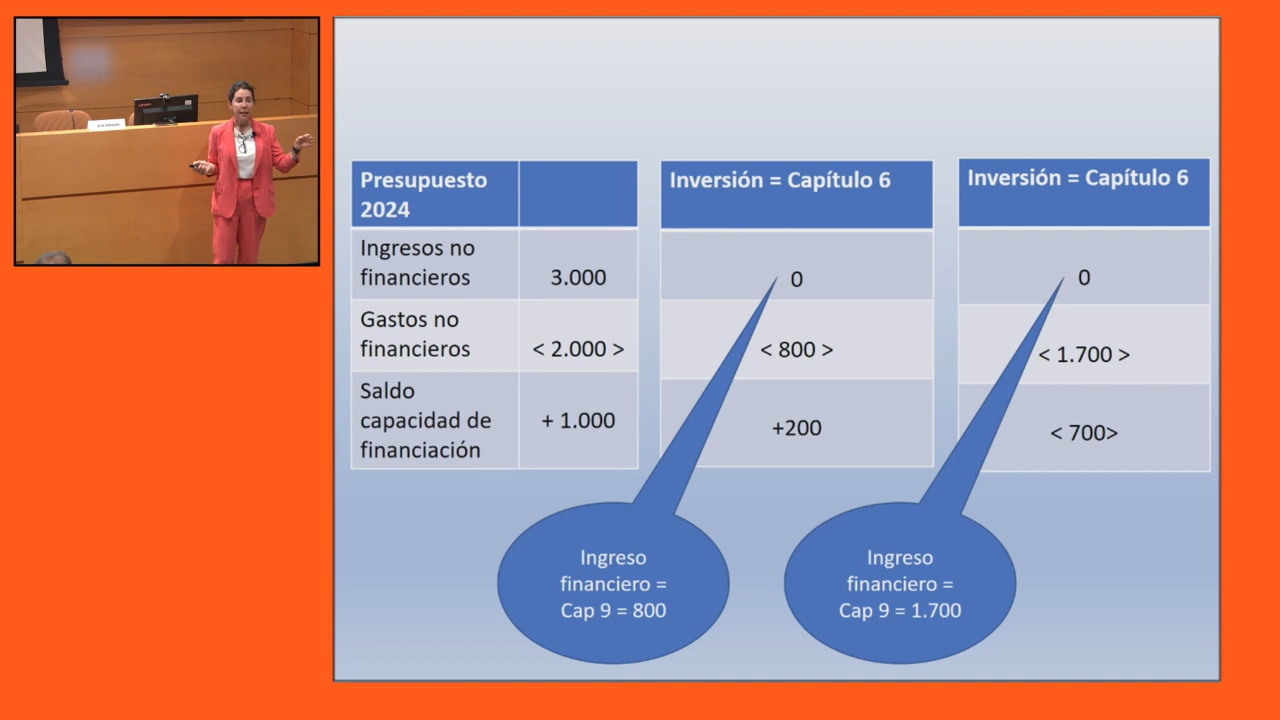 Presupuesto
2024
Ingresos no
financieros
3.000
Gastos no
financieros
< 2.000 >
Saldo
capacidad de
financiación
+ 1.000
Inversión = Capítulo 6
0
< 800 >
+200
Inversión = Capítulo 6
0
< 1.700 >
< 700>
Ingreso
financiero =
Cap 9 = 800
Ingreso
financiero =
Cap 9 = 1.700